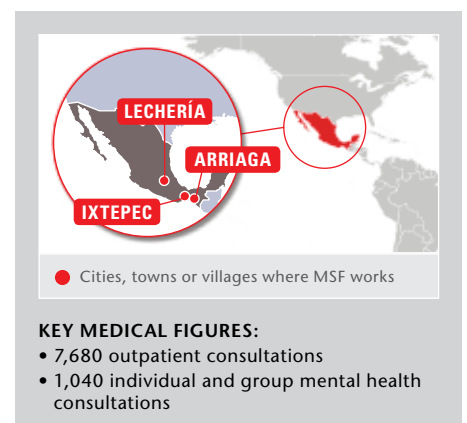 LECHERÍA
ARRIAGA
IXTEPEC
Cities, towns or villages where MSF works
KEY MEDICAL FIGURES:
• 7,680 outpatient consultations
• 1,040 individual and group mental health
consultations